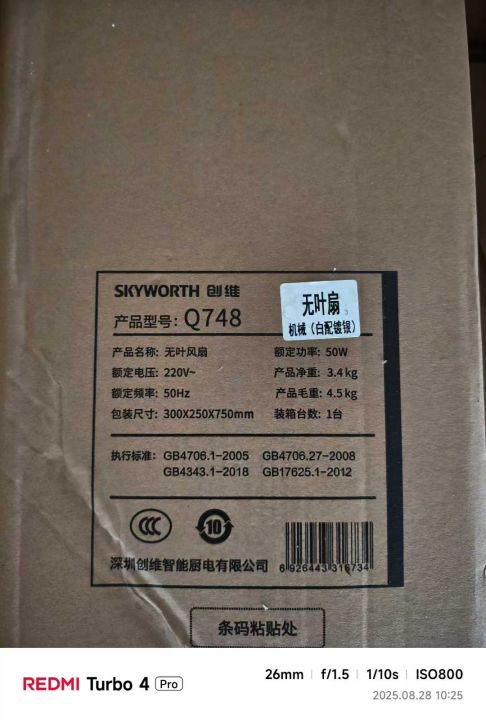 SKYWORTH 创维
产品型号: Q748
无叶扇
机械（白配镀银）
产品名称: 无叶风扇 额定功率: 50W
额定电压: 220V~ 产品净重: 3.4kg
额定频率: 50Hz 产品毛重: 4.5kg
包装尺寸: 300X250X750mm 装箱台数: 1台
执行标准: GB4706.1-2005 GB4706.27-2008
GB4343.1-2018 GB17625.1-2012
CCC 10
深圳创维智能厨电有限公司
6926443316734
条码粘贴处
REDMI Turbo 4 Pro
26mm f/1.5 1/10s ISO800
2025.08.28 10:25